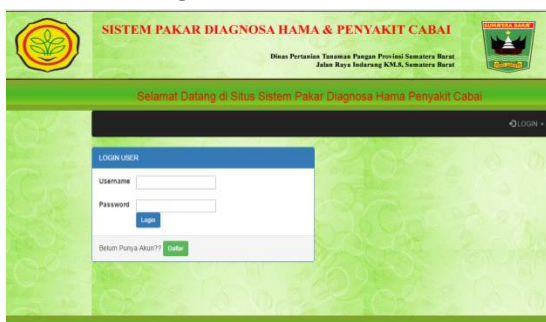 SISTEM PAKAR DIAGNOSA HAMA & PENYAKIT CABAI
SUMATERA BARAT
Dinas Pertanian Tanaman Pangan Provinsi Sumatera Barat
Jalan Raya Indarung KM.8, Sumatera Barat
Selamat Datang di Situs Sistem Pakar Diagnosa Hama Penyakit Cabai
LOGIN
LOGIN USER
Username
Password
Login
Belum Punya Akun?? Daftar